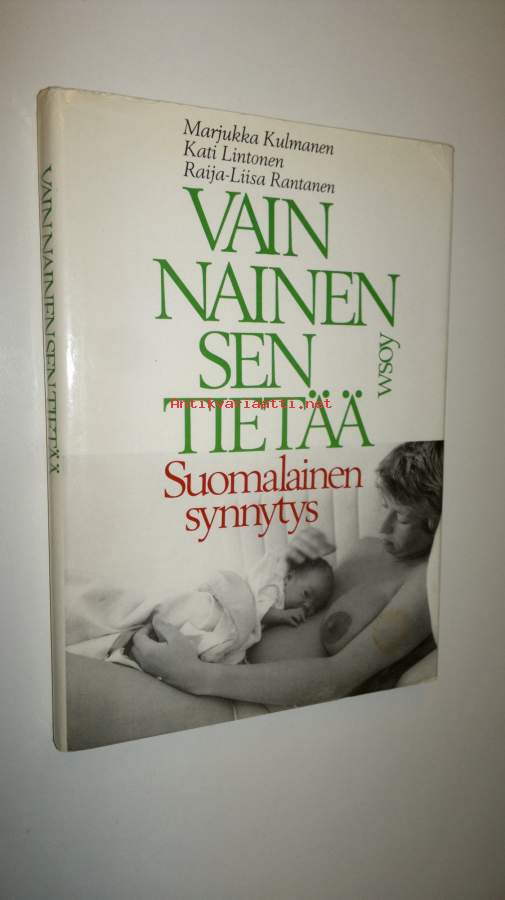 Marjukka Kulmanen
Kati Lintonen
Raija-Liisa Rantanen
VAIN
NAINEN
SEN
TIETÄÄ
wsoy
Suomalainen
synnytys
VAIN NAINEN SEN TIETÄÄ
Antikvariaatti.net